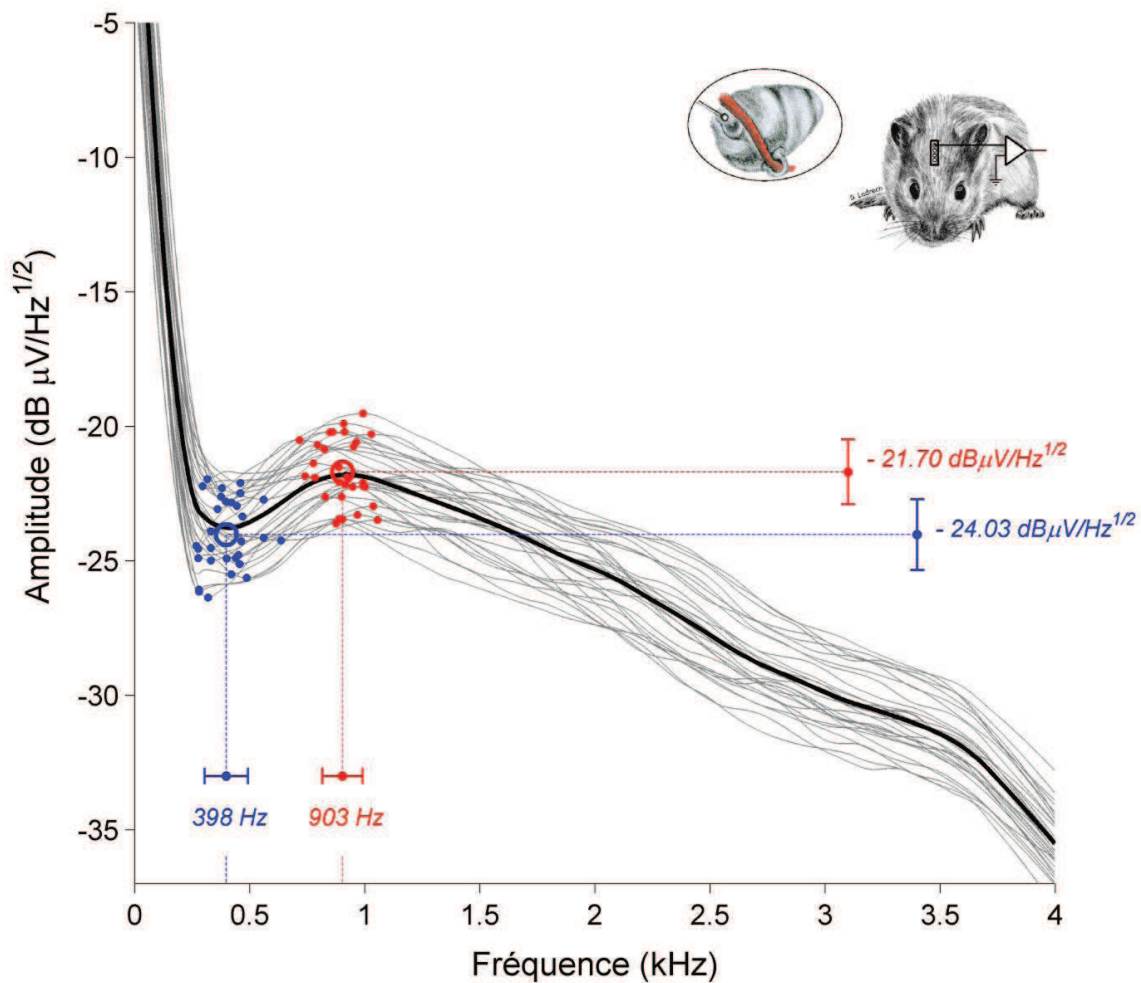 -5
-10
-15
-20
-25
-30
-35
Amplitude (dB µV/Hz1/2)
- 21.70 dBµV/Hz1/2
- 24.03 dBµV/Hz1/2
398 Hz
903 Hz
0 0.5 1 1.5 2 2.5 3 3.5 4
Fréquence (kHz)